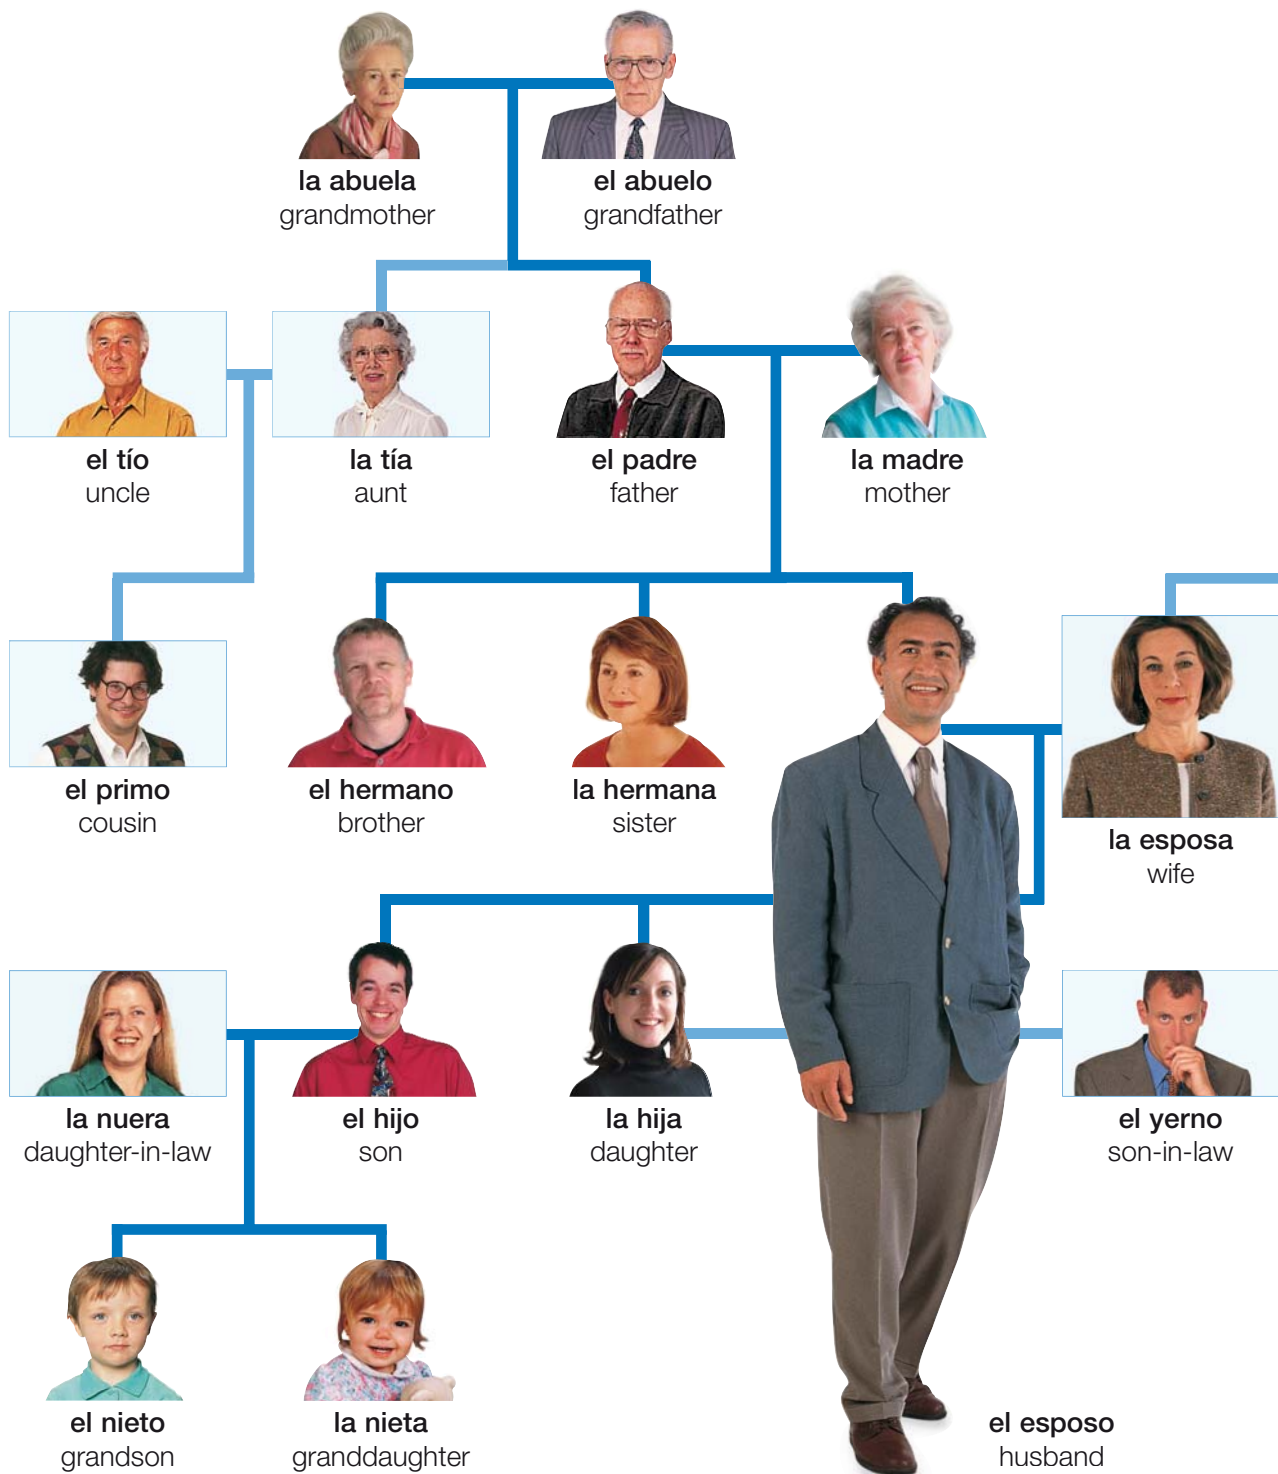 la abuela
grandmother
el abuelo
grandfather
el tío
uncle
la tía
aunt
el padre
father
la madre
mother
el primo
cousin
el hermano
brother
la hermana
sister
la esposa
wife
la nuera
daughter-in-law
el hijo
son
la hija
daughter
el yerno
son-in-law
el nieto
grandson
la nieta
granddaughter
el esposo
husband